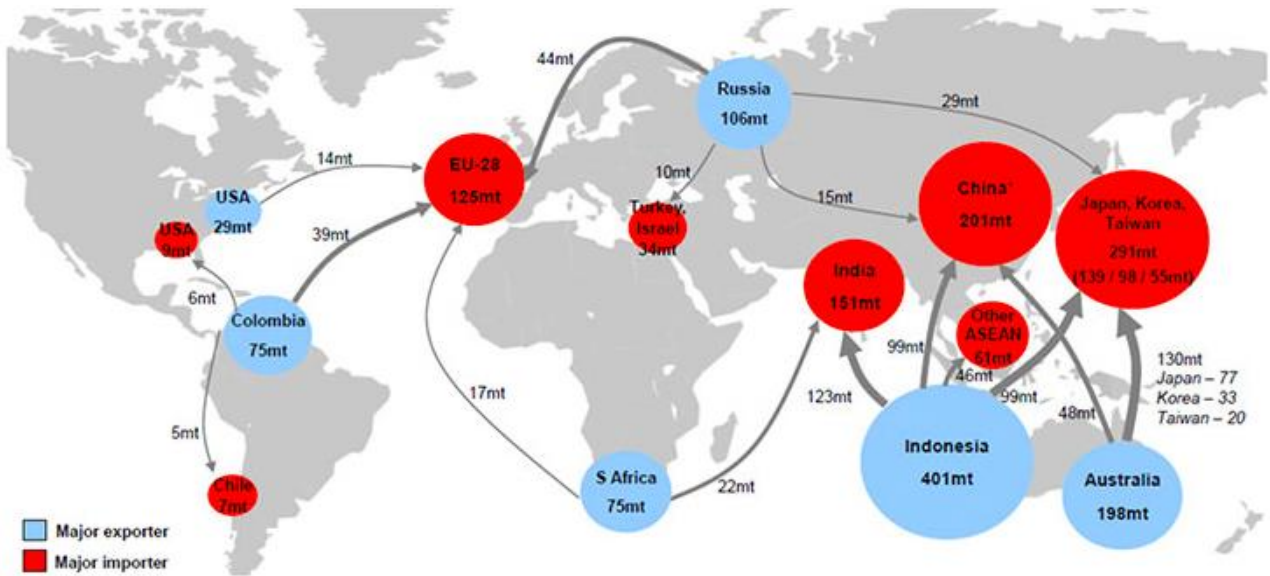 44mt
Russia
106mt
29mt
14mt
EU-28
125mt
10mt
15mt
China'
201mt
Japan, Korea,
Taiwan
291mt
(139 / 98 / 55mt)
USA
29mt
USA
9mt
39mt
Turkey,
Israel
34mt
India
151mt
6mt
Colombia
75mt
Other
ASEAN
61mt
99mt
46mt
99mt
130mt
Japan – 77
Korea – 33
Taiwan – 20
17mt
123mt
48mt
5mt
Indonesia
401mt
S Africa
75mt
22mt
Australia
198mt
Chile
7mt
Major exporter
Major importer